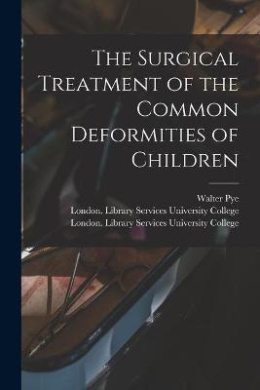 The Surgical
Treatment of the
Common
Deformities of
Children
Walter Pye
London. Library Services University College
London. Library Services University College